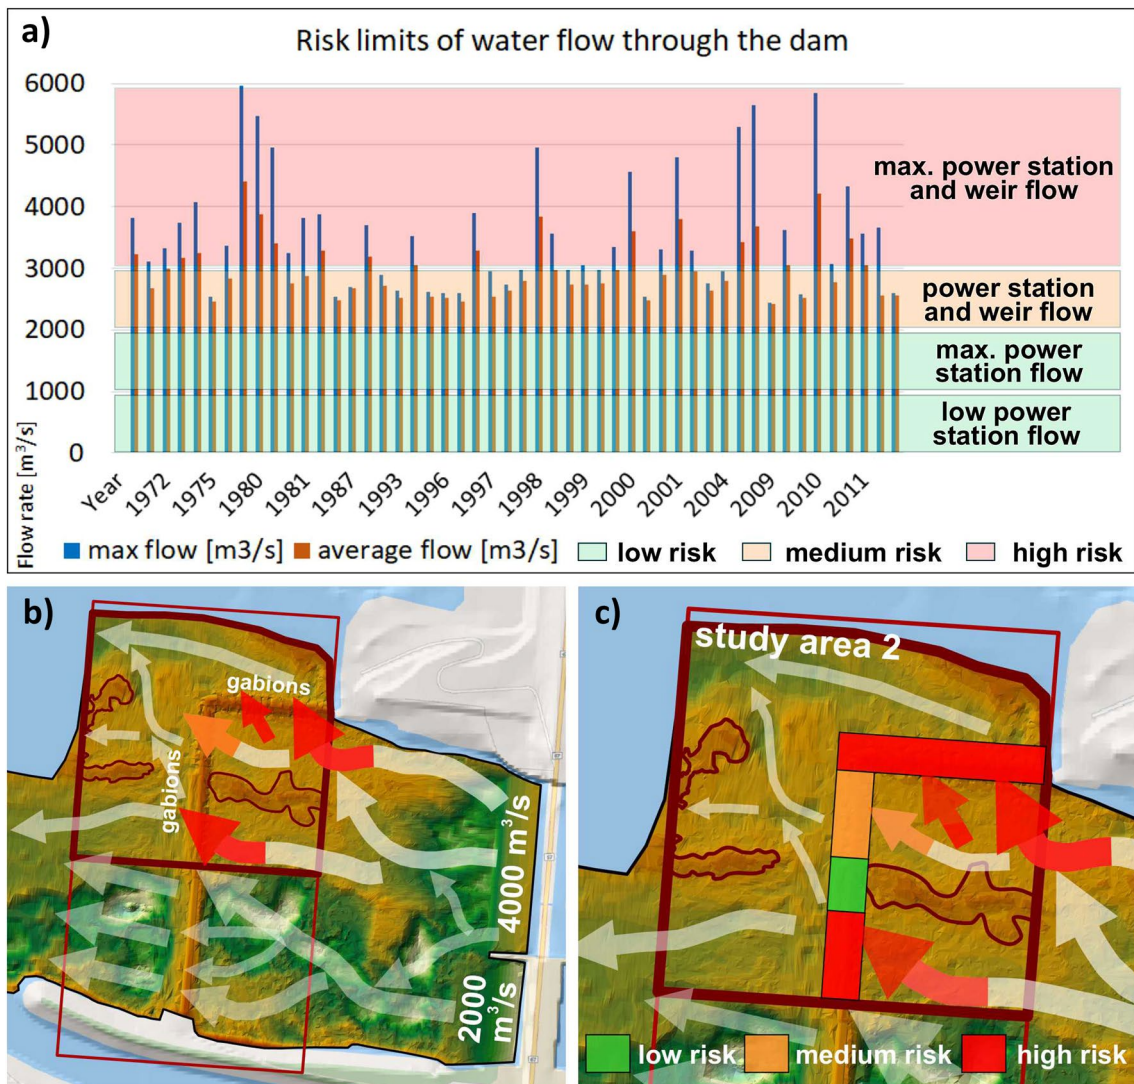 a)
Risk limits of water flow through the dam
6000
5000
4000
3000
2000
1000
0
Flow rate [m³/s]
max. power station
and weir flow
power station
and weir flow
max. power
station flow
low power
station flow
Year
1972
1975
1980
1981
1987
1993
1996
1997
1998
1999
2000
2001
2004
2009
2010
2011
max flow [m3/s]
average flow [m3/s]
low risk
medium risk
high risk
b)
gabions
gabions
4000 m³/s
2000
m³/s
c)
study area 2
low risk
medium risk
high risk